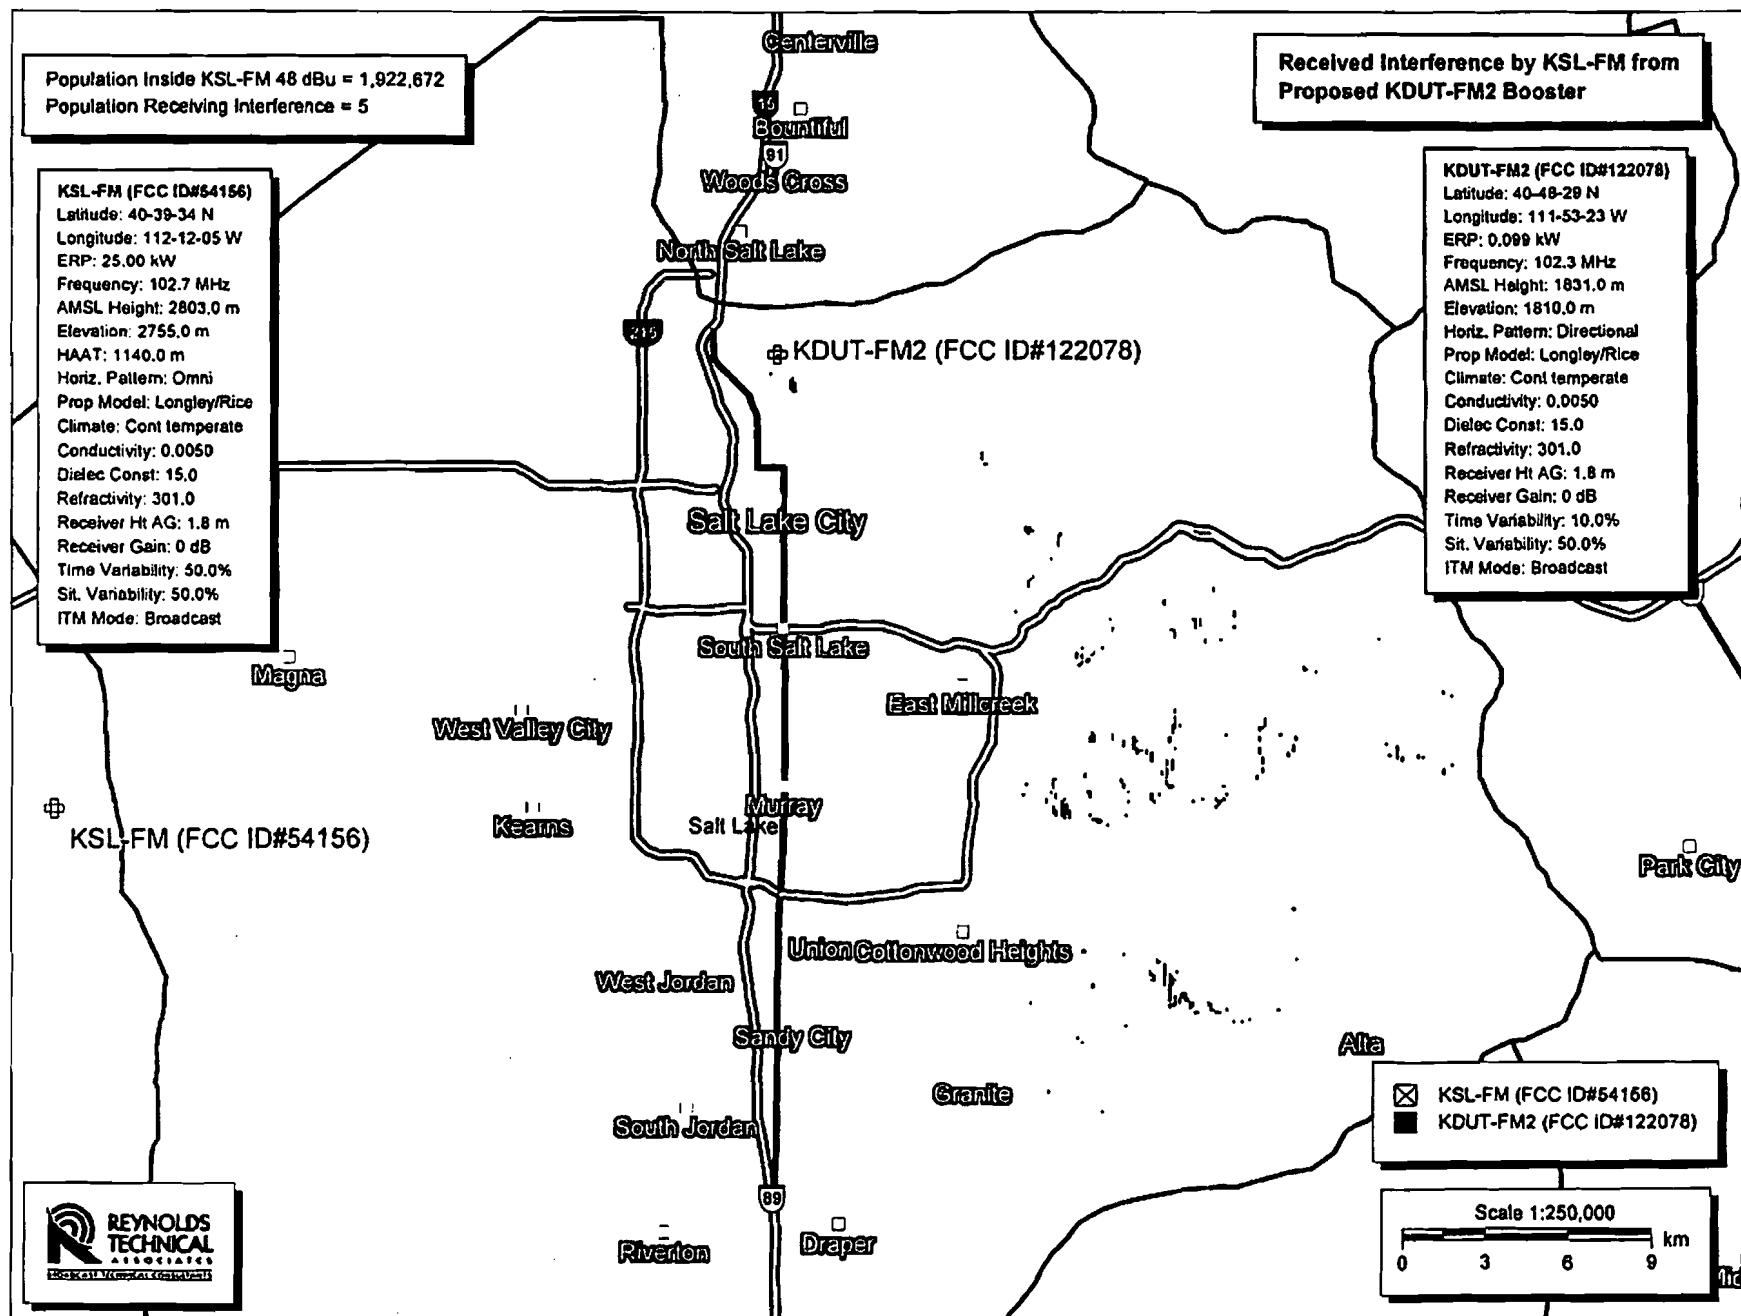 Population Inside KSL-FM 48 dBu = 1,922,672
Population Receiving Interference = 5
Received Interference by KSL-FM from
Proposed KDUT-FM2 Booster
KSL-FM (FCC ID#54156)
Latitude: 40-39-34 N
Longitude: 112-12-05 W
ERP: 25.00 kW
Frequency: 102.7 MHz
AMSL Height: 2803.0 m
Elevation: 2755.0 m
HAAT: 1140.0 m
Horiz. Pattern: Omni
Prop Model: Longley/Rice
Climate: Cont temperate
Conductivity: 0.0050
Dielec Const: 15.0
Refractivity: 301.0
Receiver Ht AG: 1.8 m
Receiver Gain: 0 dB
Time Variability: 50.0%
Sit. Variability: 50.0%
ITM Mode: Broadcast
KDUT-FM2 (FCC ID#122078)
Latitude: 40-48-29 N
Longitude: 111-53-23 W
ERP: 0.099 kW
Frequency: 102.3 MHz
AMSL Height: 1831.0 m
Elevation: 1810.0 m
Horiz. Pattern: Directional
Prop Model: Longley/Rice
Climate: Cont temperate
Conductivity: 0.0050
Dielec Const: 15.0
Refractivity: 301.0
Receiver Ht AG: 1.8 m
Receiver Gain: 0 dB
Time Variability: 10.0%
Sit. Variability: 50.0%
ITM Mode: Broadcast
Centerville
15
Bountiful
91
Woods Cross
North Salt Lake
215
KDUT-FM2 (FCC ID#122078)
Salt Lake City
South Salt Lake
Magna
East Millcreek
West Valley City
Murray
Salt Lake
Kearns
KSL-FM (FCC ID#54156)
Park City
Union
Cottonwood Heights
West Jordan
Sandy City
Alta
Granite
South Jordan
89
Riverton
Draper
KSL-FM (FCC ID#54156)
KDUT-FM2 (FCC ID#122078)
Scale 1:250,000
km
0 3 6 9
REYNOLDS
TECHNICAL
ASSOCIATES
Broadcast Technical Consultants